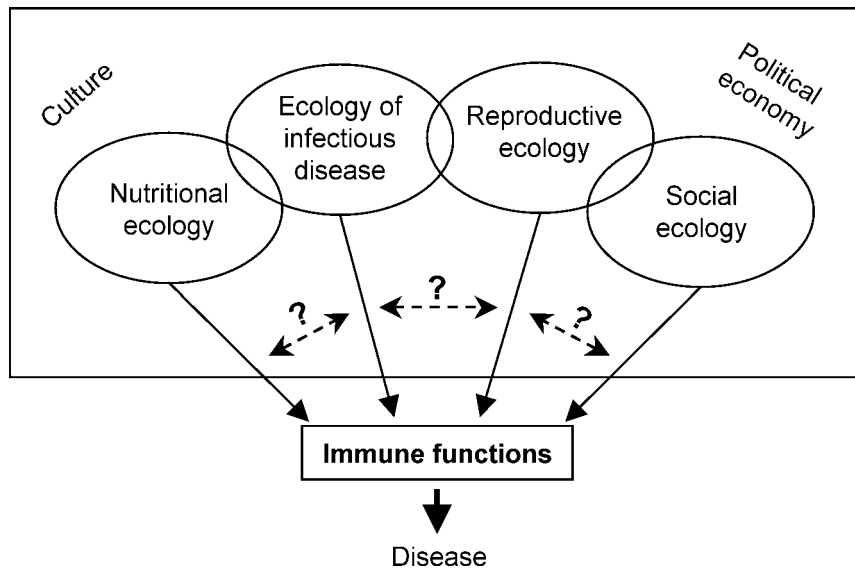 Culture
Political
economy
Ecology of
infectious
disease
Reproductive
ecology
Nutritional
ecology
Social
ecology
?
?
?
Immune functions
Disease